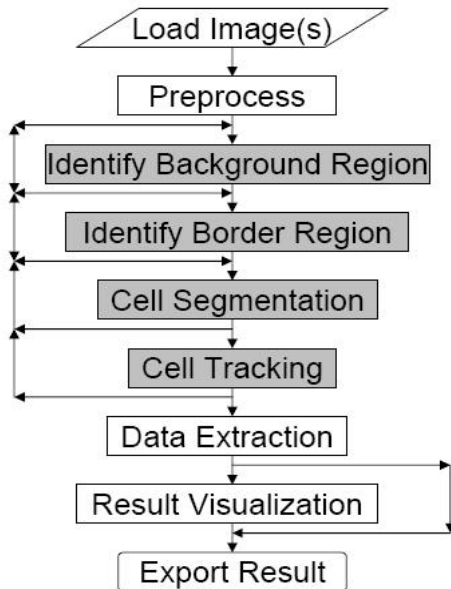 Load Image(s)
Preprocess
Identify Background Region
Identify Border Region
Cell Segmentation
Cell Tracking
Data Extraction
Result Visualization
Export Result